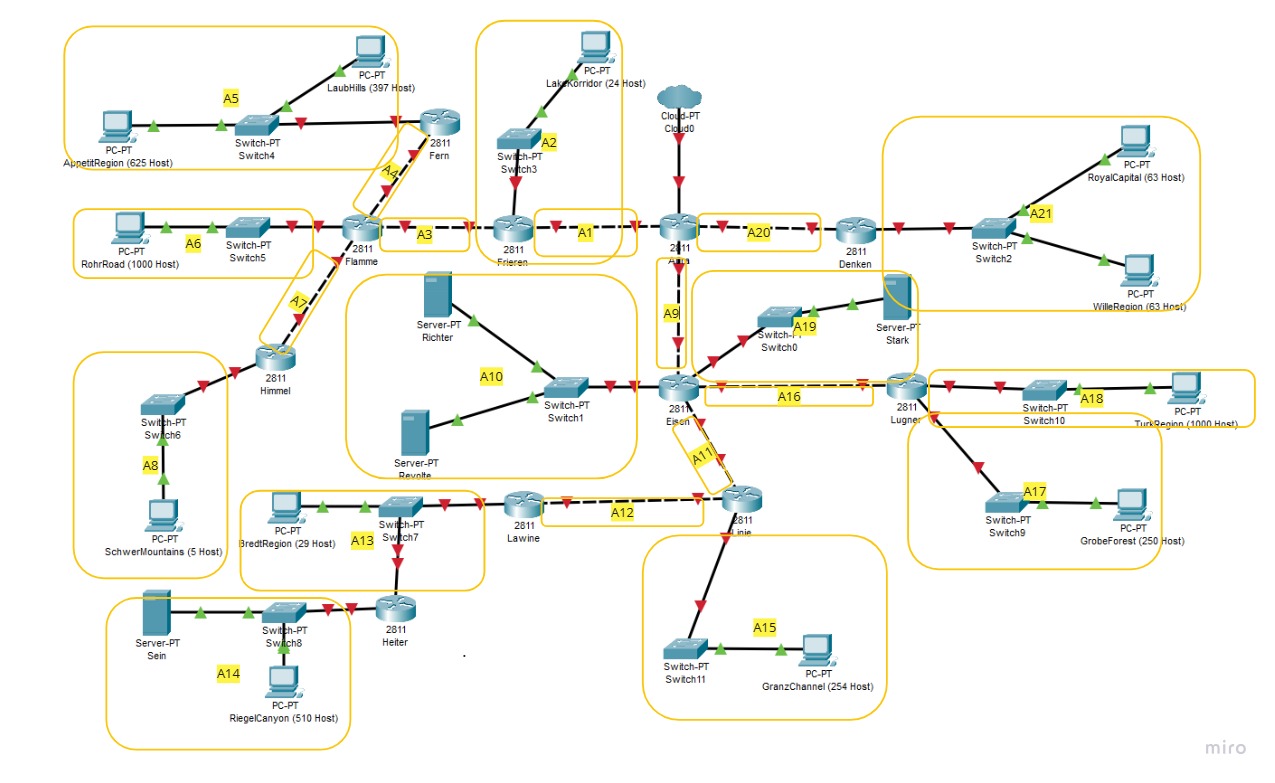 PC-PT
LaubHills (397 Host)
A5
PC-PT
AppetitRegion (625 Host)
Switch-PT
Switch4
2811
Fern
A4
PC-PT
LakeKorridor (24 Host)
A2
Switch-PT
Switch3
Cloud-PT
Cloud0
PC-PT
RoyalCapital (63 Host)
A21
Switch-PT
Switch2
PC-PT
WilleRegion (63 Host)
PC-PT
RohrRoad (1000 Host)
A6
Switch-PT
Switch5
2811
Flamme
A3
2811
Frieren
A1
2811
Aura
A20
2811
Denken
A7
2811
Himmel
Server-PT
Richter
A10
Switch-PT
Switch1
Server-PT
Revolte
A9
Switch-PT
Switch0
A19
Server-PT
Stark
2811
Eisen
A16
2811
Lugner
Switch-PT
Switch10
A18
PC-PT
TurkRegion (1000 Host)
Switch-PT
Switch6
A8
PC-PT
SchwerMountains (5 Host)
A11
A17
Switch-PT
Switch9
PC-PT
GrobeForest (250 Host)
PC-PT
BredtRegion (29 Host)
A13
Switch-PT
Switch7
2811
Lawine
A12
2811
Linie
Server-PT
Sein
Switch-PT
Switch8
2811
Heiter
A14
PC-PT
RiegelCanyon (510 Host)
A15
Switch-PT
Switch11
PC-PT
GranzChannel (254 Host)
miro